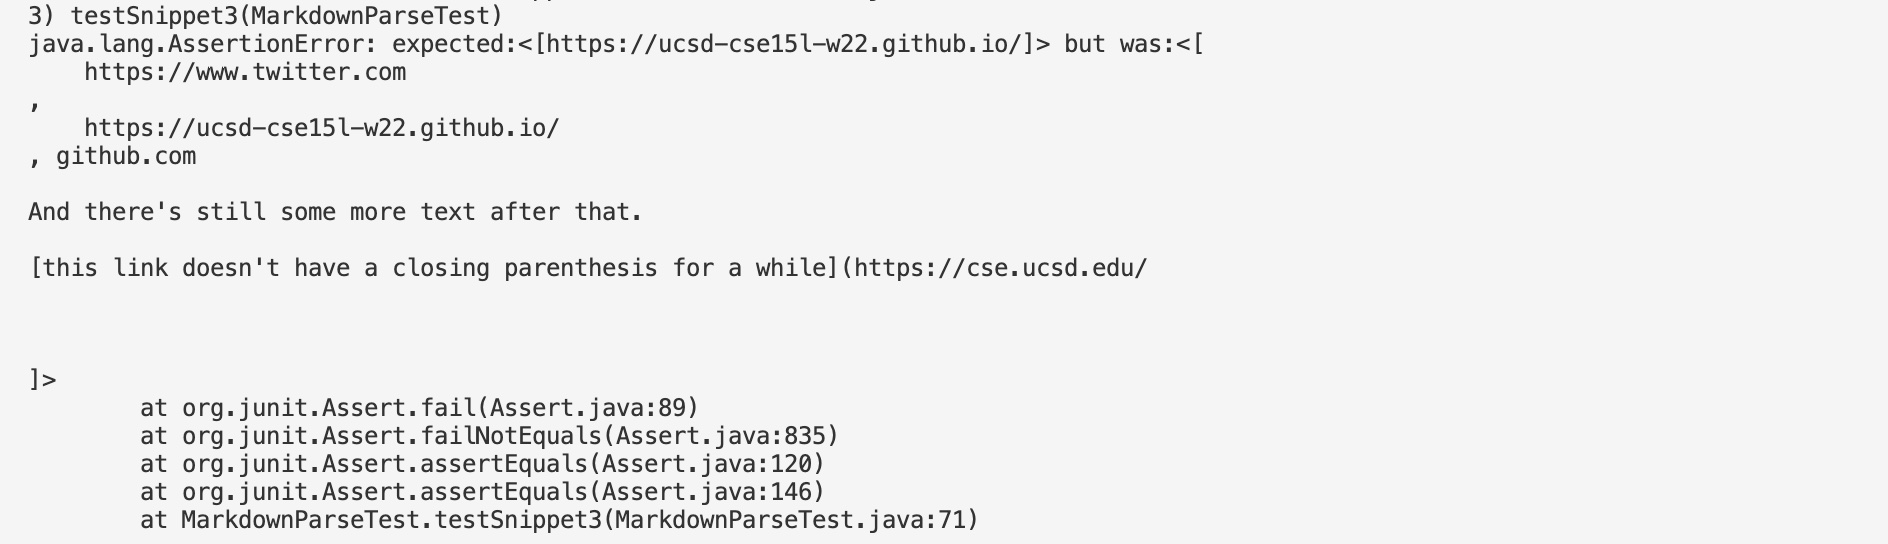 3) testSnippet3(MarkdownParseTest)
java.lang.AssertionError: expected:<[https://ucsd-cse15l-w22.github.io/]> but was:<[
    https://www.twitter.com
,
    https://ucsd-cse15l-w22.github.io/
, github.com

And there's still some more text after that.

[this link doesn't have a closing parenthesis for a while](https://cse.ucsd.edu/



]>
        at org.junit.Assert.fail(Assert.java:89)
        at org.junit.Assert.failNotEquals(Assert.java:835)
        at org.junit.Assert.assertEquals(Assert.java:120)
        at org.junit.Assert.assertEquals(Assert.java:146)
        at MarkdownParseTest.testSnippet3(MarkdownParseTest.java:71)